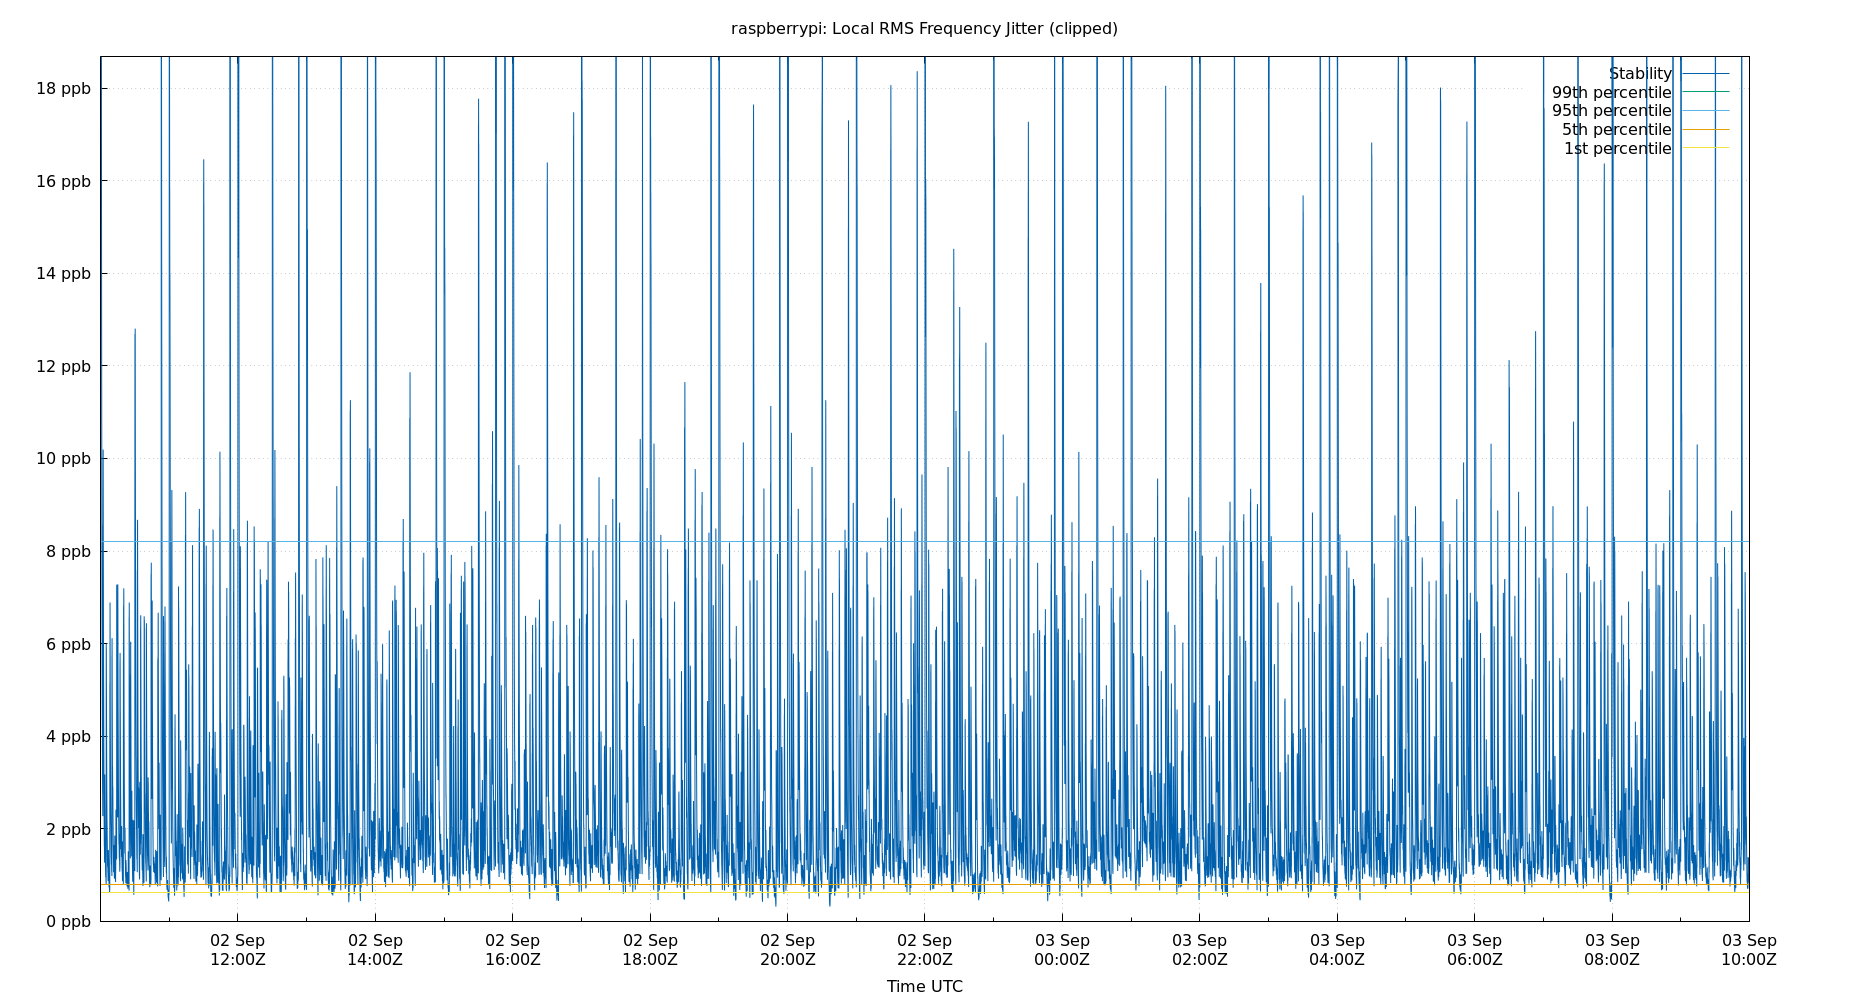 raspberrypi: Local RMS Frequency Jitter (clipped)
18 ppb
16 ppb
14 ppb
12 ppb
10 ppb
8 ppb
6 ppb
4 ppb
2 ppb
0 ppb
Stability
99th percentile
95th percentile
5th percentile
1st percentile
02 Sep 02 Sep 02 Sep 02 Sep 02 Sep 02 Sep 03 Sep 03 Sep 03 Sep 03 Sep 03 Sep 03 Sep
12:00Z 14:00Z 16:00Z 18:00Z 20:00Z 22:00Z 00:00Z 02:00Z 04:00Z 06:00Z 08:00Z 10:00Z
Time UTC